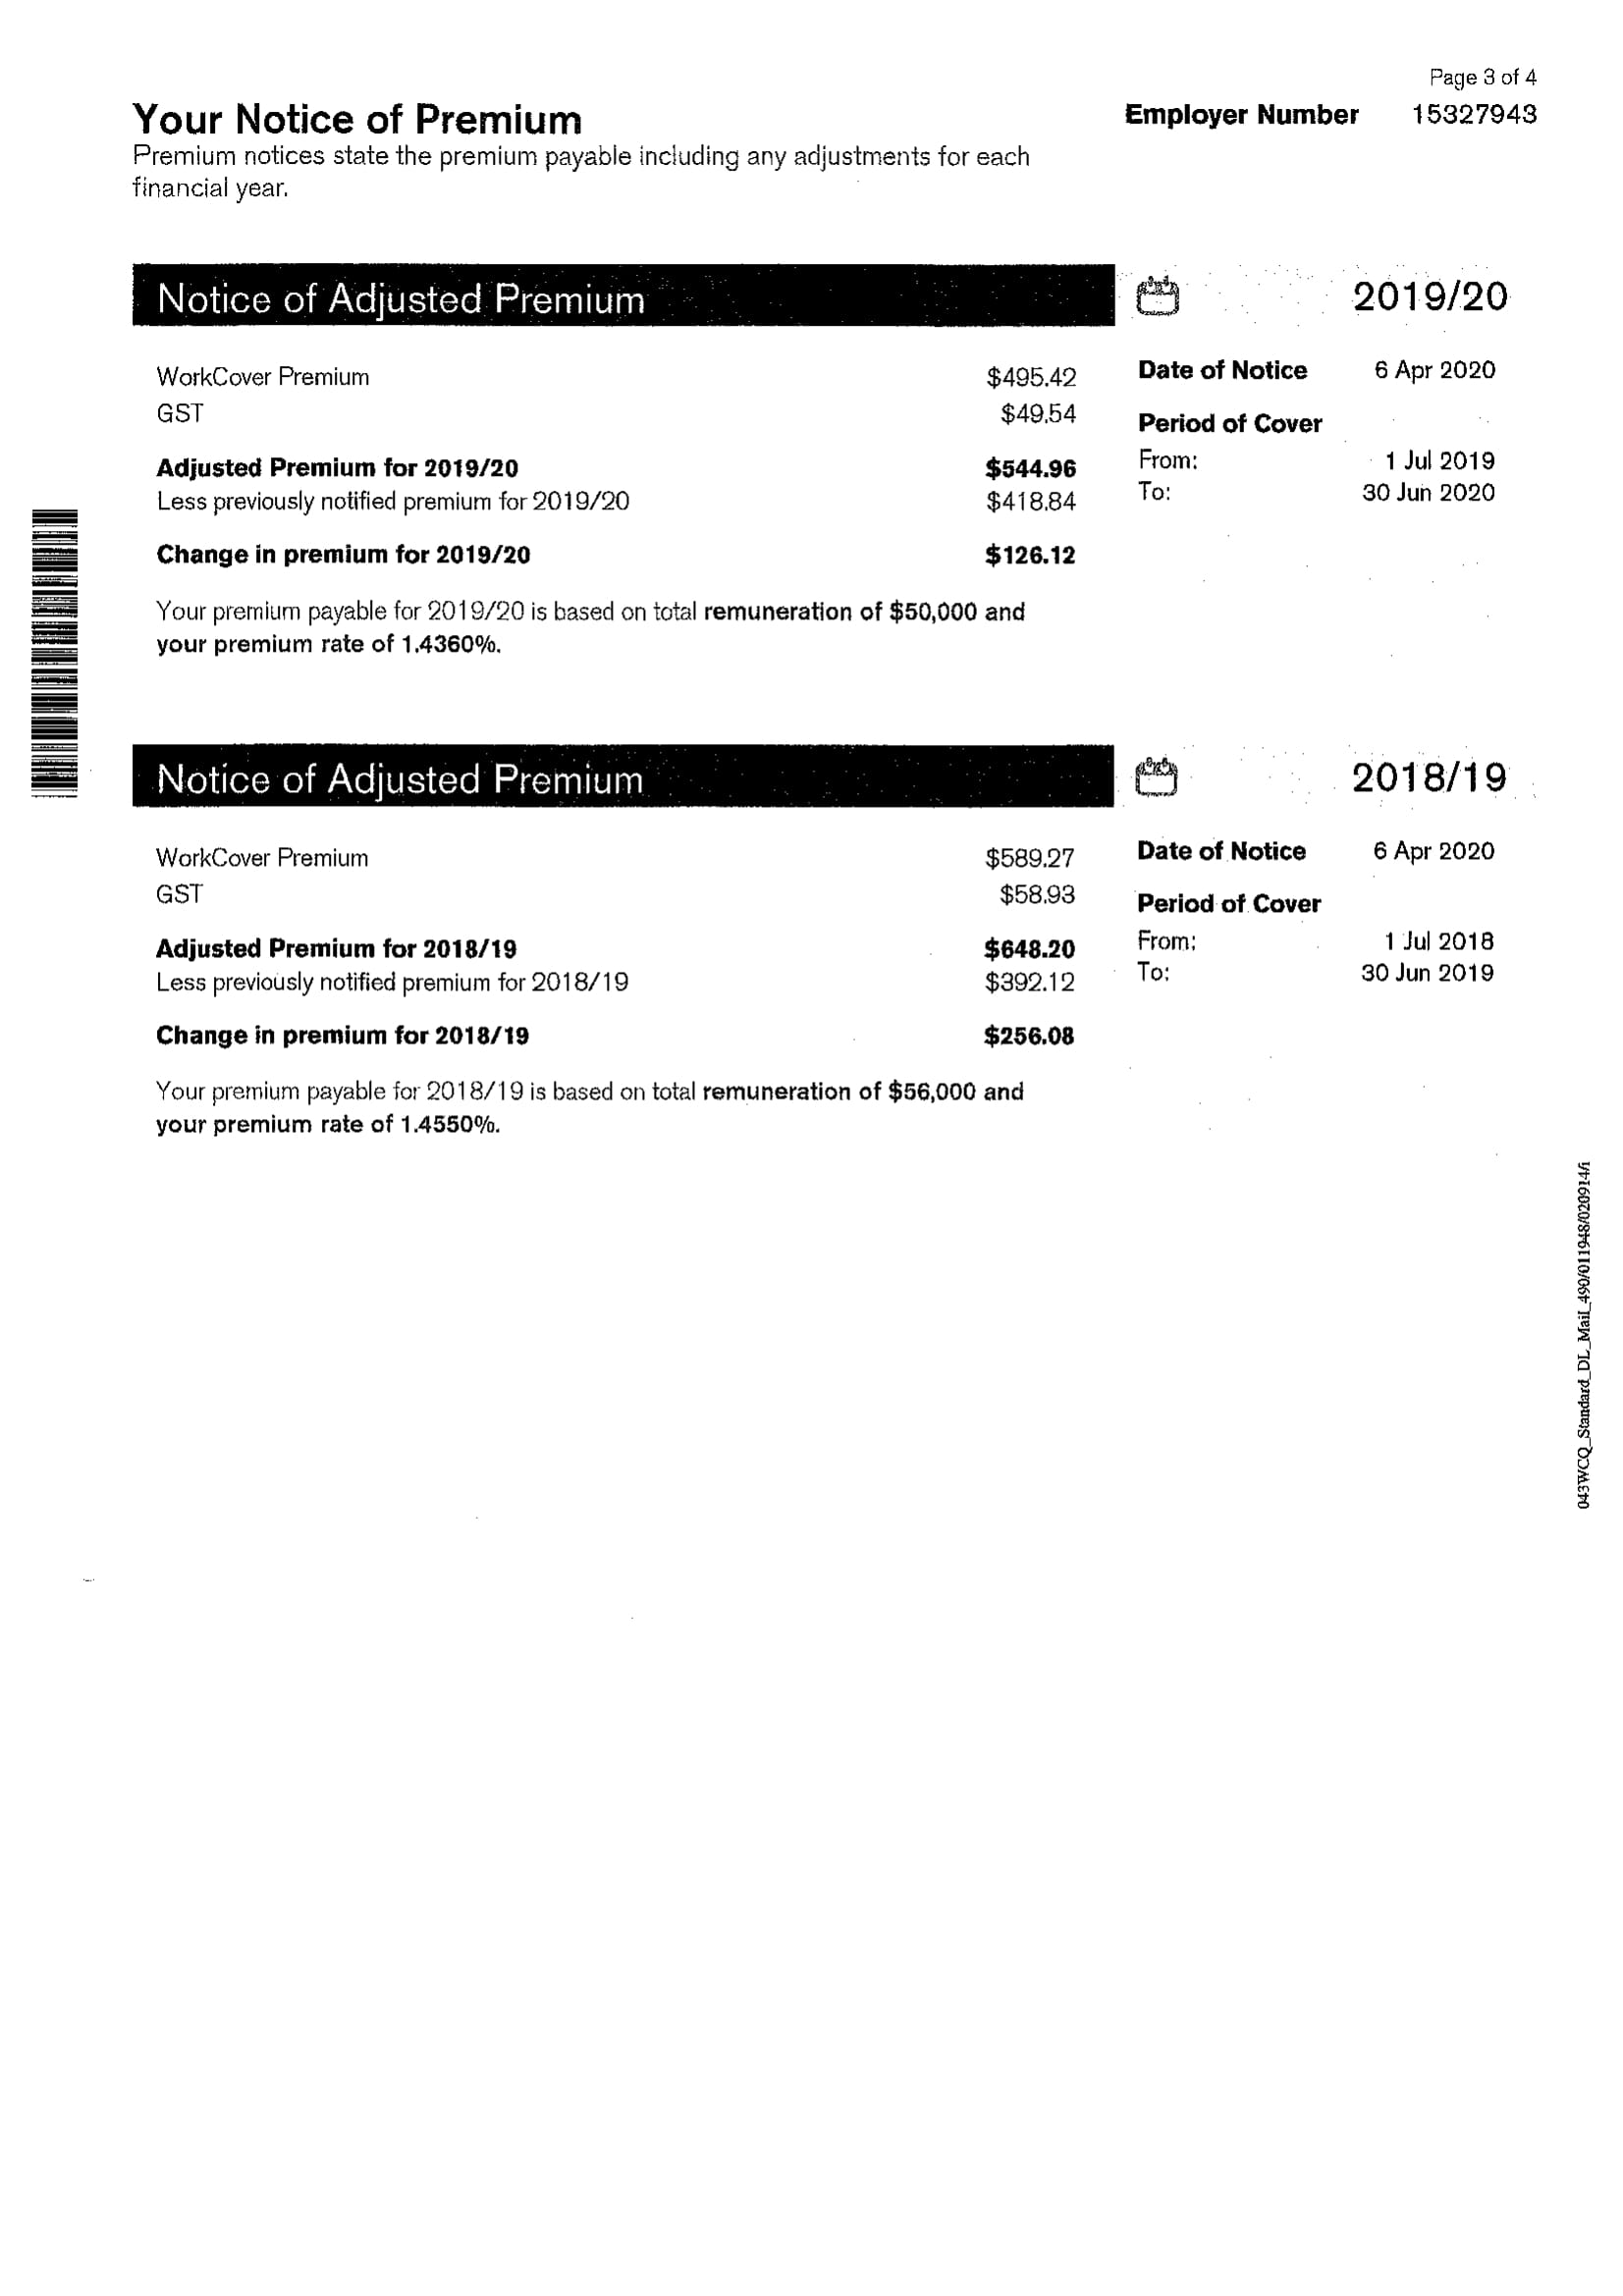 Page 3 of 4
Your Notice of Premium
Employer Number 15327943
Premium notices state the premium payable including any adjustments for each
financial year.
Notice of Adjusted Premium
2019/20
WorkCover Premium $495.42
GST $49.54
Adjusted Premium for 2019/20 $544.96
Less previously notified premium for 2019/20 $418.84
Change in premium for 2019/20 $126.12
Your premium payable for 2019/20 is based on total remuneration of $50,000 and
your premium rate of 1.4360%.
Date of Notice 6 Apr 2020
Period of Cover
From: 1 Jul 2019
To: 30 Jun 2020
Notice of Adjusted Premium
2018/19
WorkCover Premium $589.27
GST $58.93
Adjusted Premium for 2018/19 $648.20
Less previously notified premium for 2018/19 $392.12
Change in premium for 2018/19 $256.08
Your premium payable for 2018/19 is based on total remuneration of $56,000 and
your premium rate of 1.4550%.
Date of Notice 6 Apr 2020
Period of Cover
From: 1 Jul 2018
To: 30 Jun 2019
043WCQ_Standard_DL_Mail_490/011948/020914/i